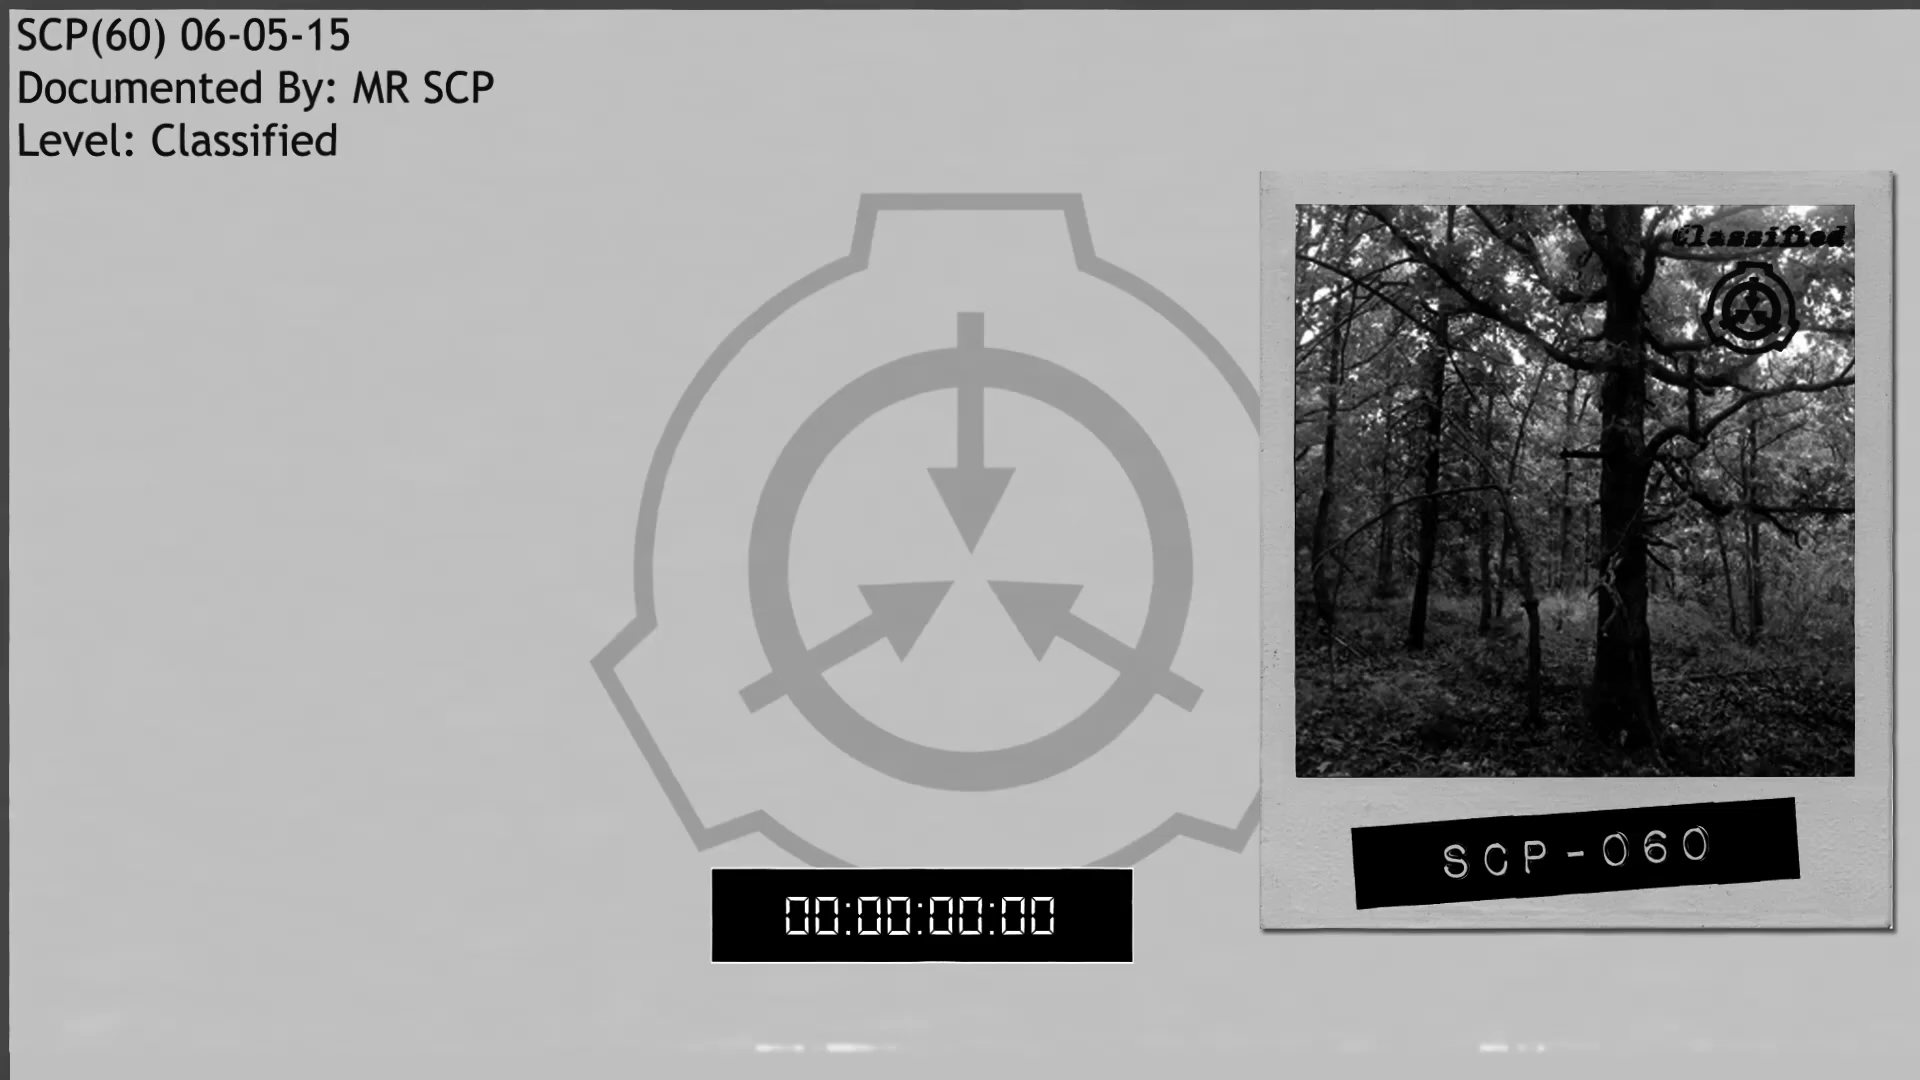 SCP(60) 06-05-15
Documented By: MR SCP
Level: Classified
Classified
SCP-060
00:00:00:00